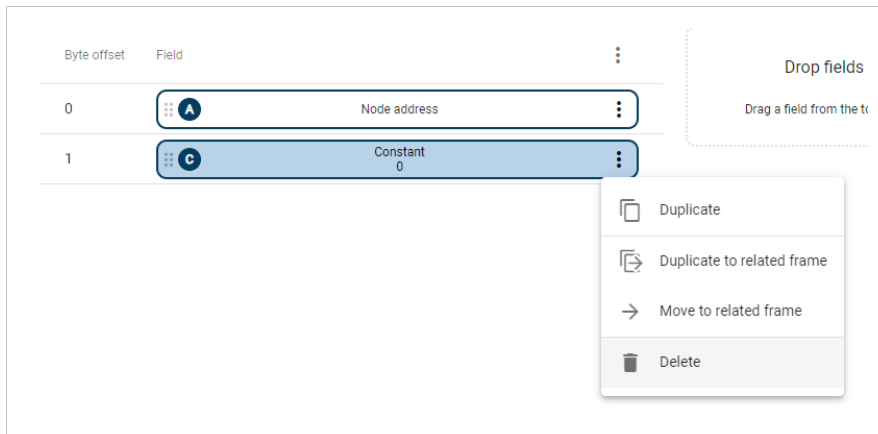 Byte offset Field
Drop fields
0 A Node address
Drag a field from the to
1 C Constant
0
Duplicate
Duplicate to related frame
Move to related frame
Delete